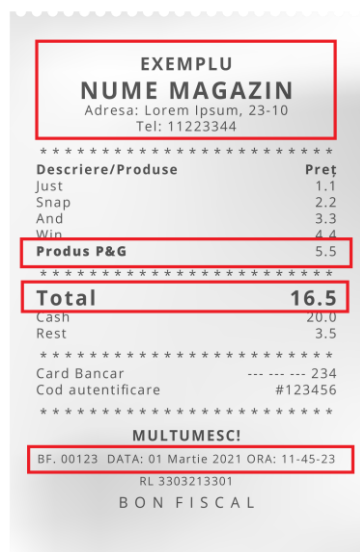 EXEMPLU
NUME MAGAZIN
Adresa: Lorem Ipsum, 23-10
Tel: 11223344
* * * * * * * * * * * * * * * * * * * * * * * *
Descriere/Produse Preț
Just 1.1
Snap 2.2
And 3.3
Win 4.4
Produs P&G 5.5
* * * * * * * * * * * * * * * * * * * * * * * *
Total 16.5
Cash 20.0
Rest 3.5
* * * * * * * * * * * * * * * * * * * * * * * *
Card Bancar --- --- --- 234
Cod autentificare #123456
* * * * * * * * * * * * * * * * * * * * * * * *
MULTUMESC!
BF. 00123 DATA: 01 Martie 2021 ORA: 11-45-23
RL 3303213301
BON FISCAL